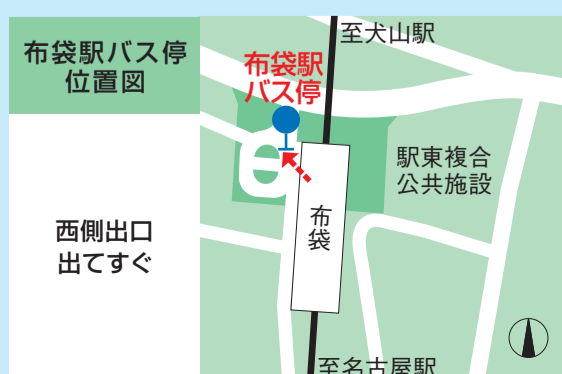 布袋駅バス停
位置図
西側出口
出てすぐ
至犬山駅
布袋駅
バス停
駅東複合
公共施設
布袋
至名古屋駅